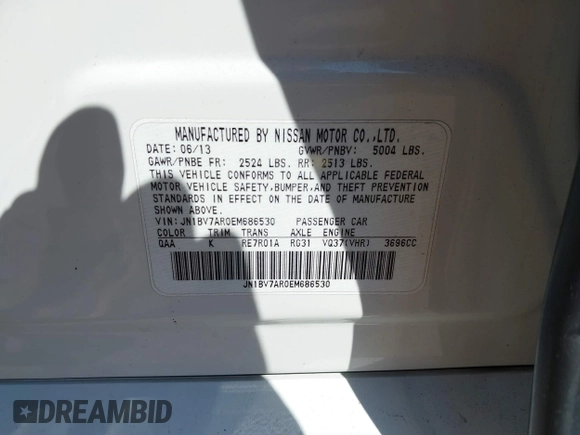 MANUFACTURED BY NISSAN MOTOR CO.,LTD.
DATE: 06/13 GVWR/PNBV: 5004 LBS.
GAWR/PNBE FR: 2524 LBS. RR: 2513 LBS.
THIS VEHICLE CONFORMS TO ALL APPLICABLE FEDERAL
MOTOR VEHICLE SAFETY,BUMPER,AND THEFT PREVENTION
STANDARDS IN EFFECT ON THE DATE OF MANUFACTURE
SHOWN ABOVE.
VIN: JN1BV7AR0EM686530 PASSENGER CAR
COLOR TRIM TRANS AXLE ENGINE
QAA K RE7R01A RG31 VQ37(VHR) 3696CC
JN1BV7AR0EM686530
DREAMBID